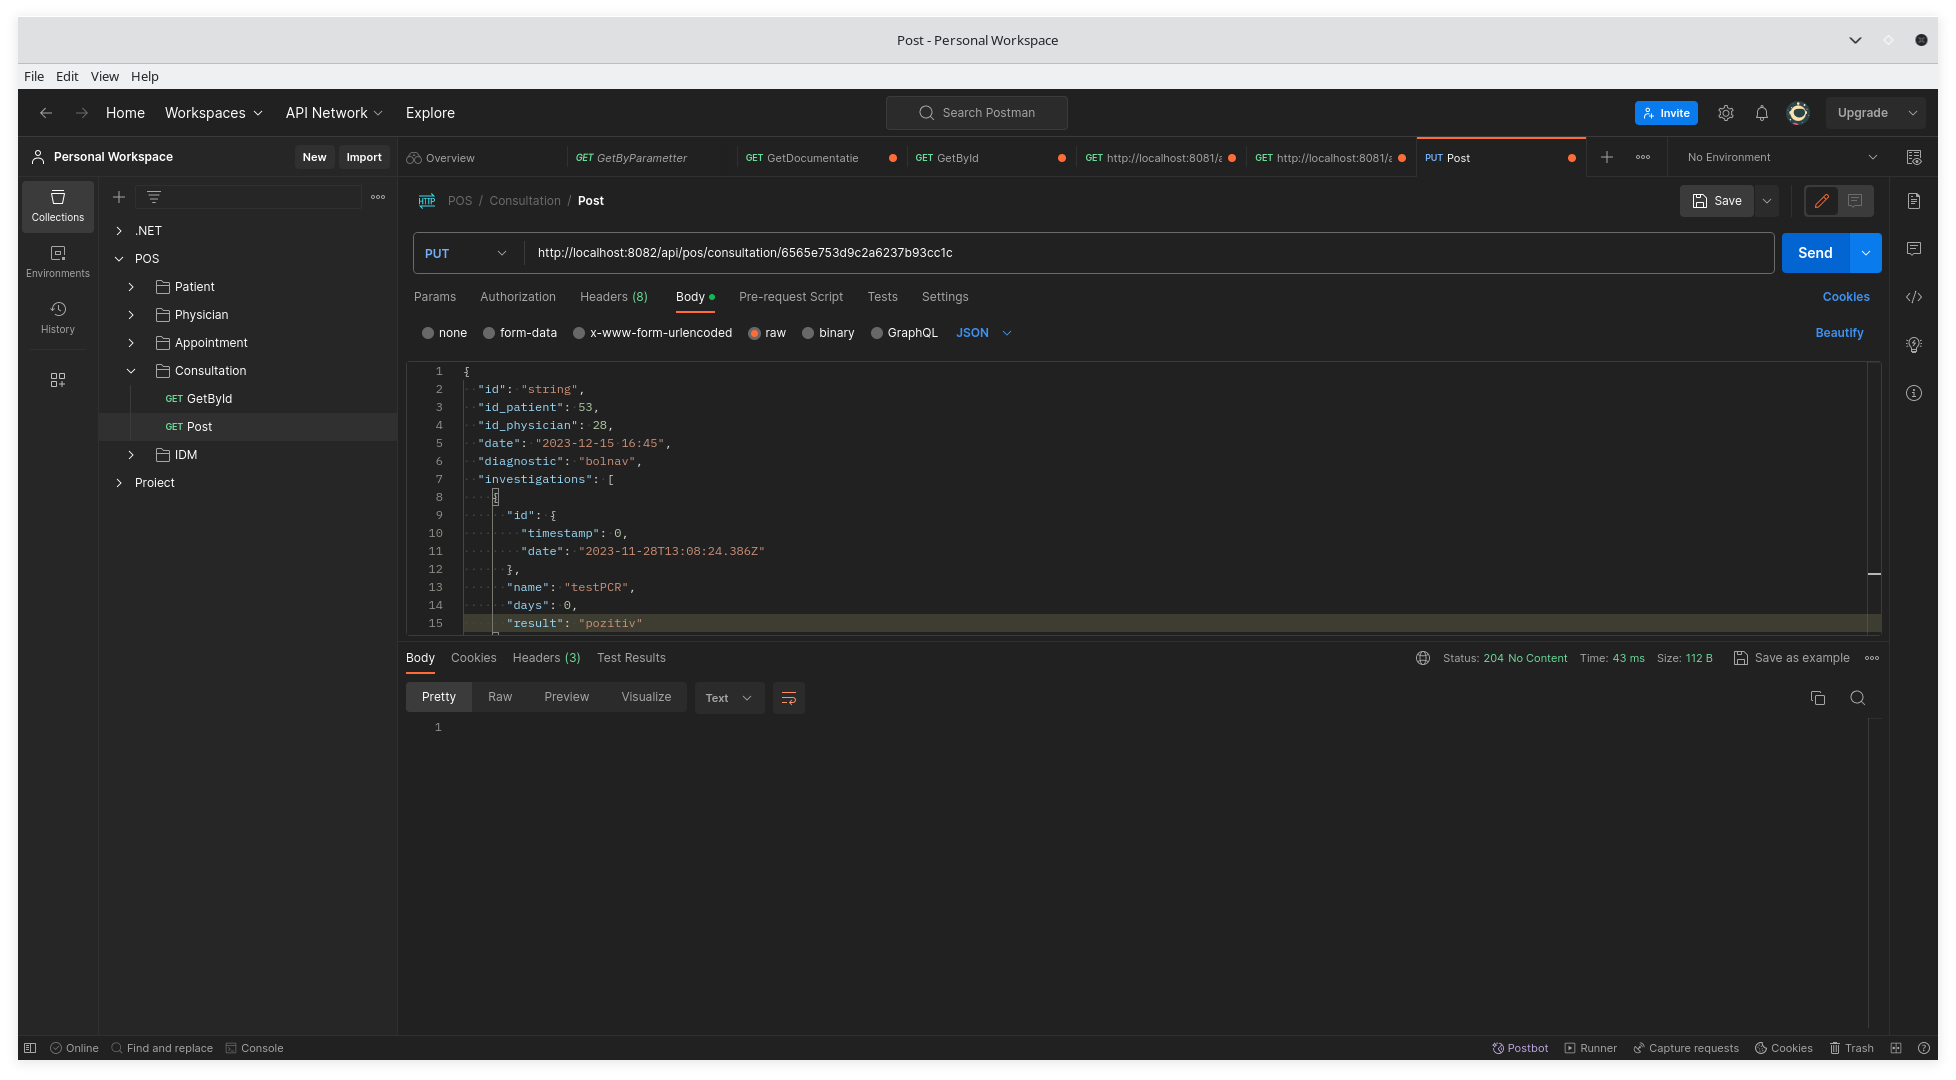 Post - Personal Workspace
File Edit View Help
Home Workspaces API Network Explore
Search Postman
Invite
Upgrade
Personal Workspace
New Import
Overview
GET GetByParametter
GET GetDocumentatie
GET GetById
GET http://localhost:8081/a
GET http://localhost:8081/a
PUT Post
No Environment
Collections
Environments
History
.NET
POS
Patient
Physician
Appointment
Consultation
GET GetById
GET Post
IDM
Proiect
HTTP POS / Consultation / Post
Save
PUT http://localhost:8082/api/pos/consultation/6565e753d9c2a6237b93cc1c
Send
Params Authorization Headers (8) Body Pre-request Script Tests Settings
Cookies
none form-data x-www-form-urlencoded raw binary GraphQL JSON
Beautify
1 {
2 "id": "string",
3 "id_patient": 53,
4 "id_physician": 28,
5 "date": "2023-12-15 16:45",
6 "diagnostic": "bolnav",
7 "investigations": [
8 {
9 "id": {
10 "timestamp": 0,
11 "date": "2023-11-28T13:08:24.386Z"
12 },
13 "name": "testPCR",
14 "days": 0,
15 "result": "pozitiv"
Body Cookies Headers (3) Test Results
Status: 204 No Content Time: 43 ms Size: 112 B Save as example
Pretty Raw Preview Visualize Text
1
Online Find and replace Console
Postbot Runner Capture requests Cookies Trash